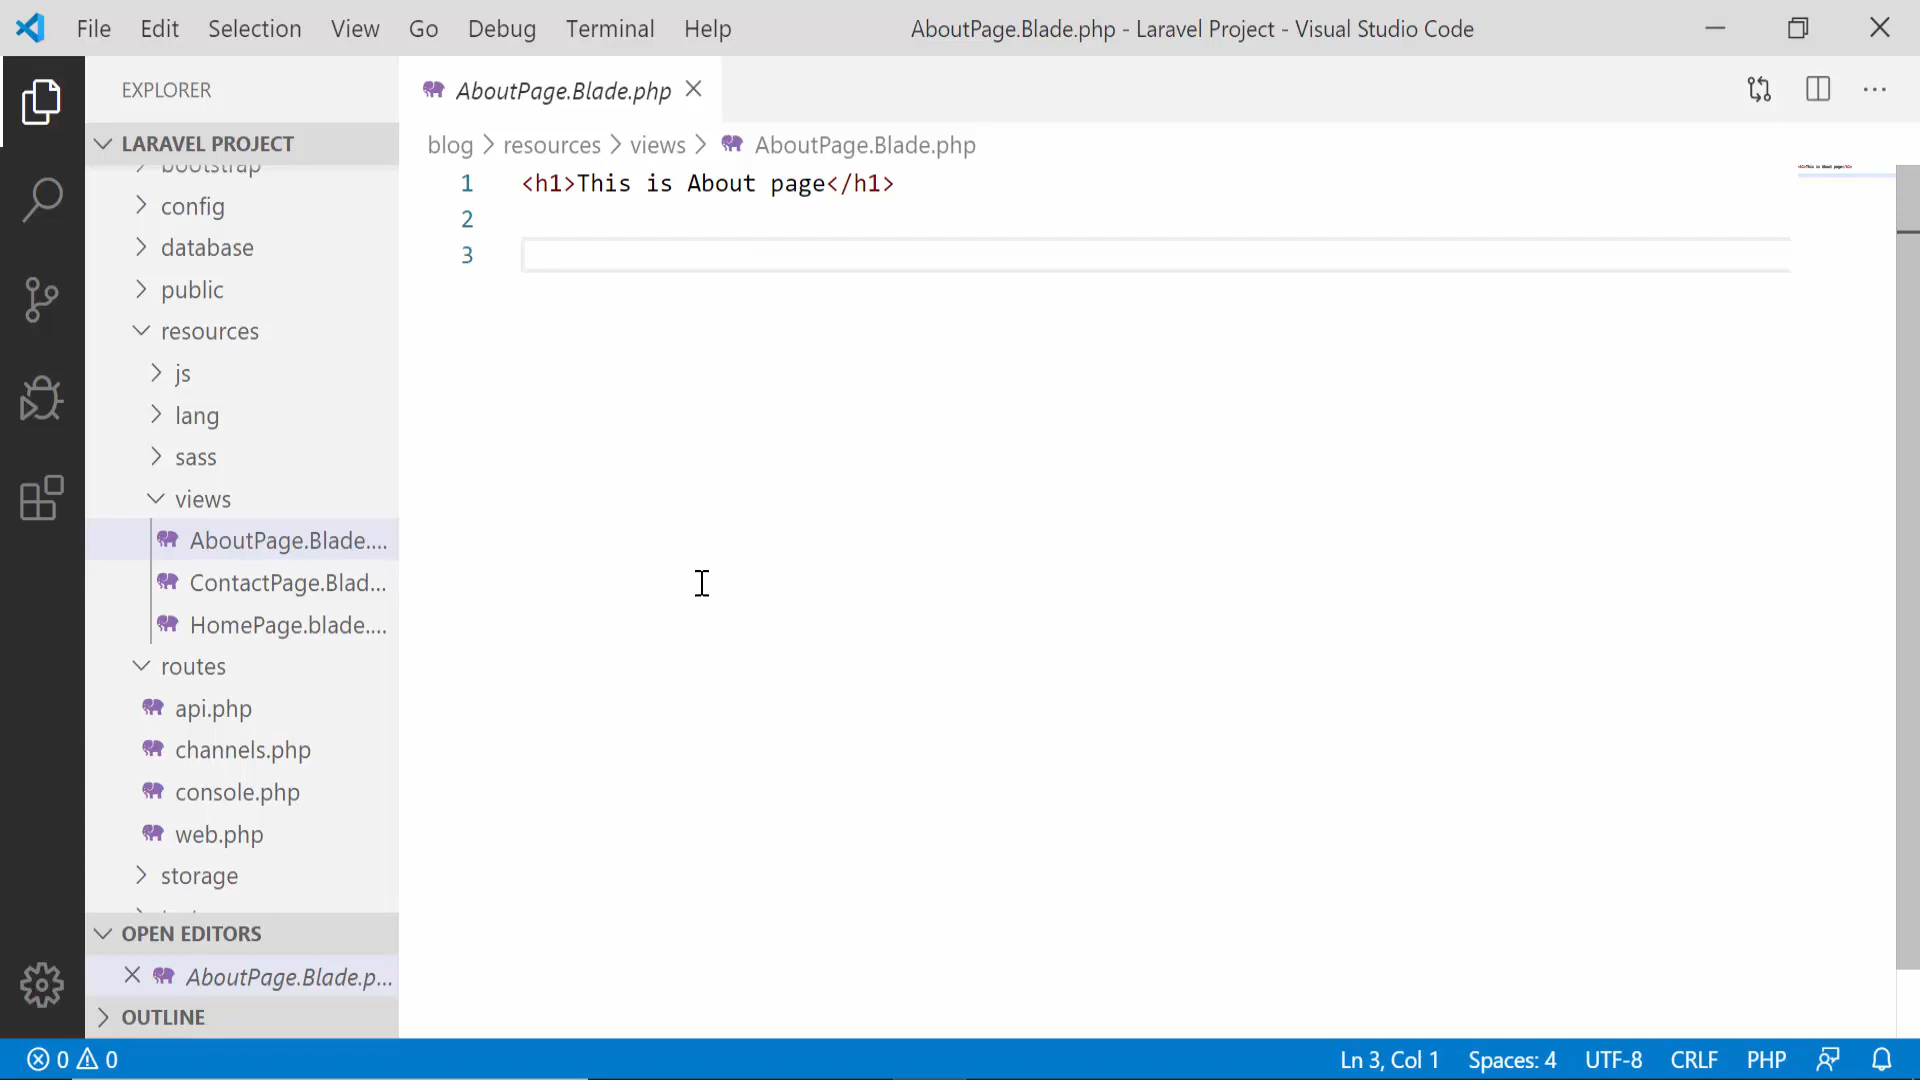 File Edit Selection View Go Debug Terminal Help AboutPage.Blade.php - Laravel Project - Visual Studio Code
EXPLORER
AboutPage.Blade.php
LARAVEL PROJECT
blog > resources > views > AboutPage.Blade.php
bootstrap
config
database
public
resources
js
lang
sass
views
AboutPage.Blade....
ContactPage.Blad...
HomePage.blade....
routes
api.php
channels.php
console.php
web.php
storage
OPEN EDITORS
AboutPage.Blade.p...
OUTLINE
1 <h1>This is About page</h1>
2
3
0 0 Ln 3, Col 1 Spaces: 4 UTF-8 CRLF PHP